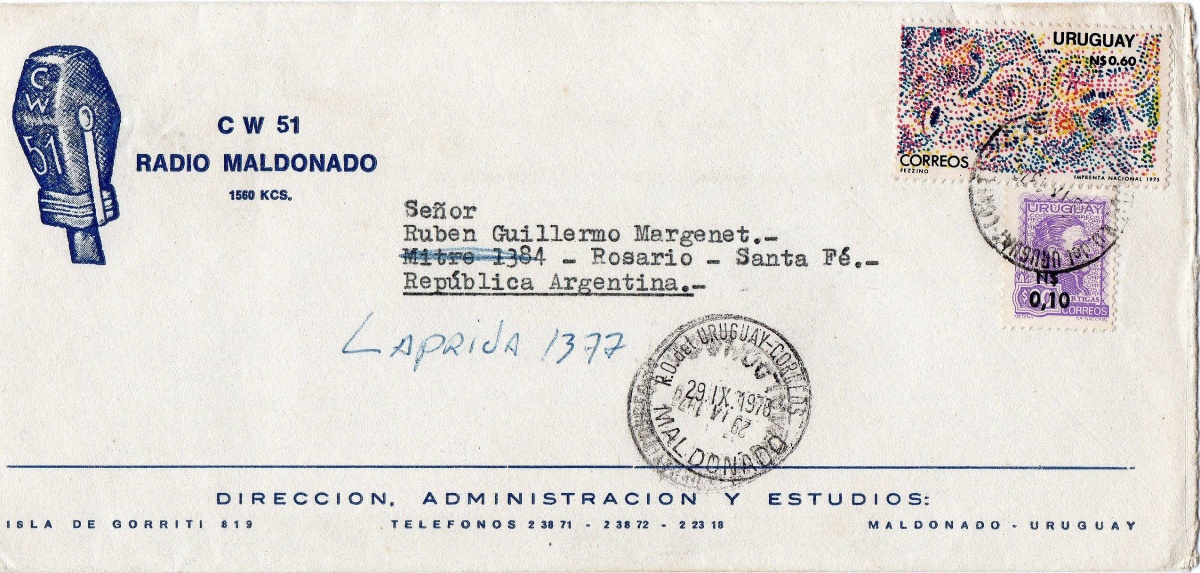 CW
51
C W 51
RADIO MALDONADO
1560 KCS.
URUGUAY
N$ 0.60
CORREOS
PEZZINO
IMPRENTA NACIONAL 1975
URUGUAY
N$
0,10
ARTIGAS
CORREOS
Señor
Ruben Guillermo Margenet.-
Mitre 1384 - Rosario - Santa Fé.-
República Argentina.-
LAPRIDA 1377
R.O. del URUGUAY-CORREOS
29.IX.1978
MALDONADO
DIRECCION, ADMINISTRACION Y ESTUDIOS:
ISLA DE GORRITI 819 TELEFONOS 2 38 71 - 2 38 72 - 2 23 18 MALDONADO - URUGUAY